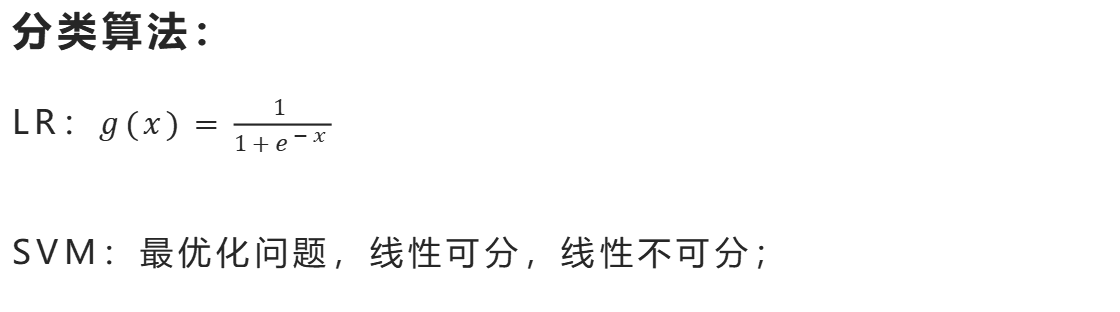 分类算法：
LR：g(x) = \frac{1}{1+e^{-x}}
SVM：最优化问题，线性可分，线性不可分；